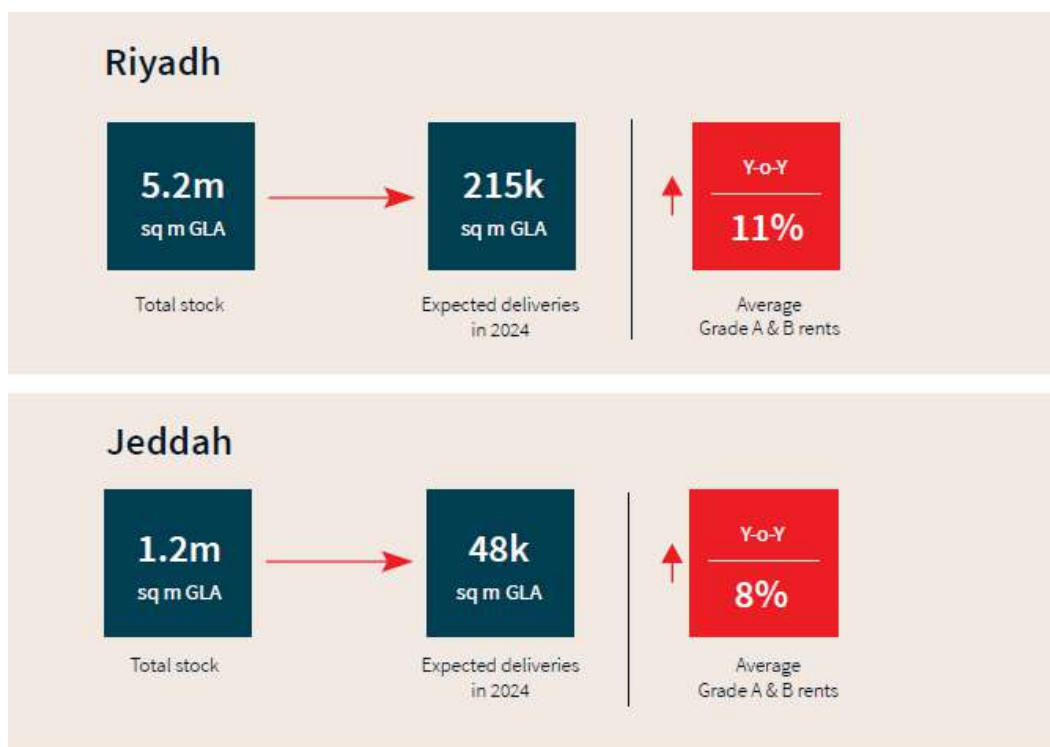 Riyadh
5.2m
sq m GLA
Total stock
215k
sq m GLA
Expected deliveries
in 2024
Y-o-Y
11%
Average
Grade A & B rents
Jeddah
1.2m
sq m GLA
Total stock
48k
sq m GLA
Expected deliveries
in 2024
Y-o-Y
8%
Average
Grade A & B rents